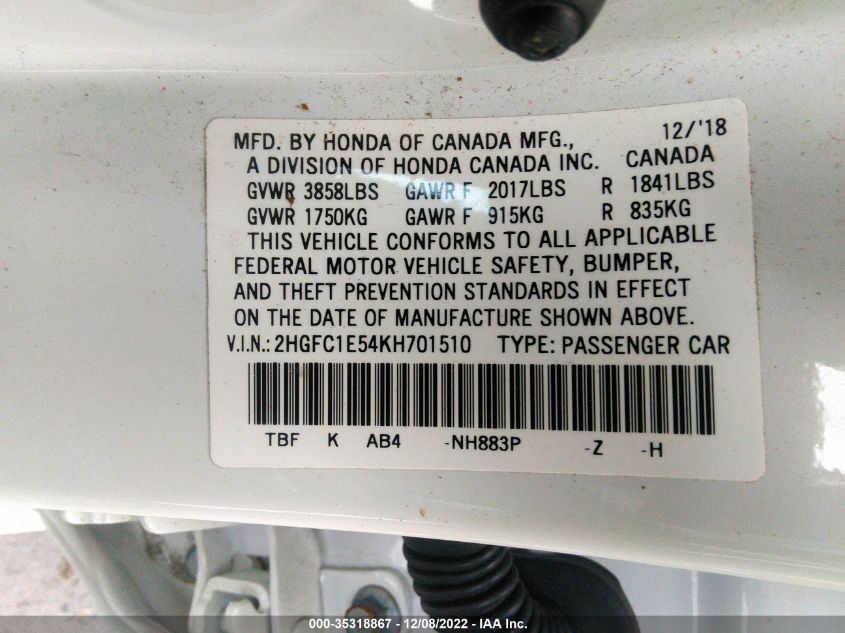 MFD. BY HONDA OF CANADA MFG., 12/'18
A DIVISION OF HONDA CANADA INC. CANADA
GVWR 3858LBS GAWR F 2017LBS R 1841LBS
GVWR 1750KG GAWR F 915KG R 835KG
THIS VEHICLE CONFORMS TO ALL APPLICABLE
FEDERAL MOTOR VEHICLE SAFETY, BUMPER,
AND THEFT PREVENTION STANDARDS IN EFFECT
ON THE DATE OF MANUFACTURE SHOWN ABOVE.
V.I.N.: 2HGFC1E54KH701510 TYPE: PASSENGER CAR
TBF K AB4 -NH883P -Z -H
000-35318867 - 12/08/2022 - IAA Inc.